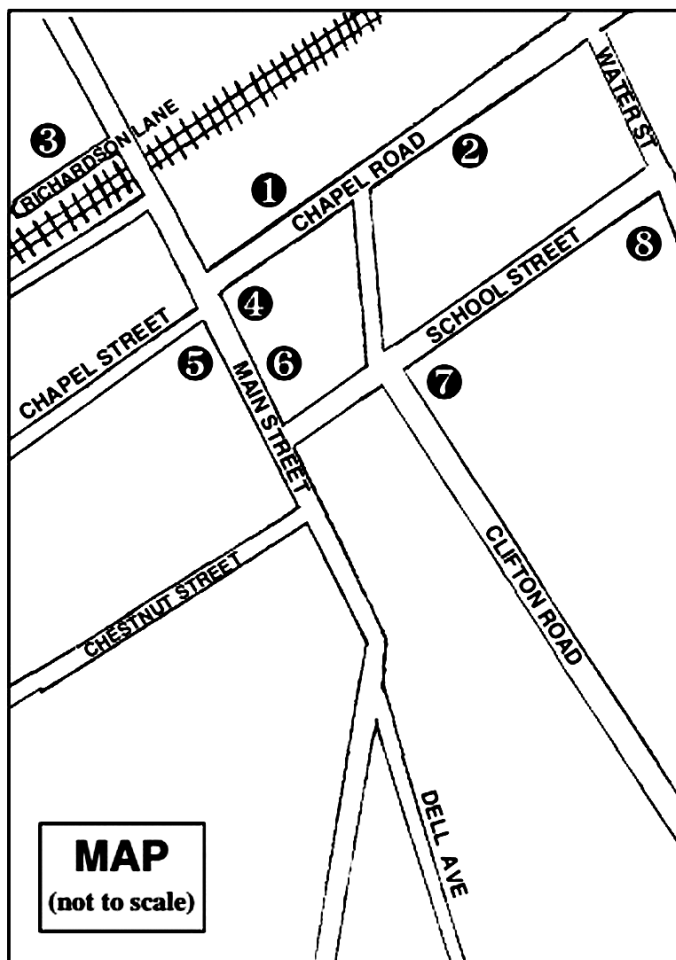 WATER ST
3
RICHARDSON LANE
1
CHAPEL ROAD
2
8
4
SCHOOL STREET
5
CHAPEL STREET
6
MAIN STREET
7
CHESTNUT STREET
CLIFTON ROAD
DELL AVE
MAP
(not to scale)